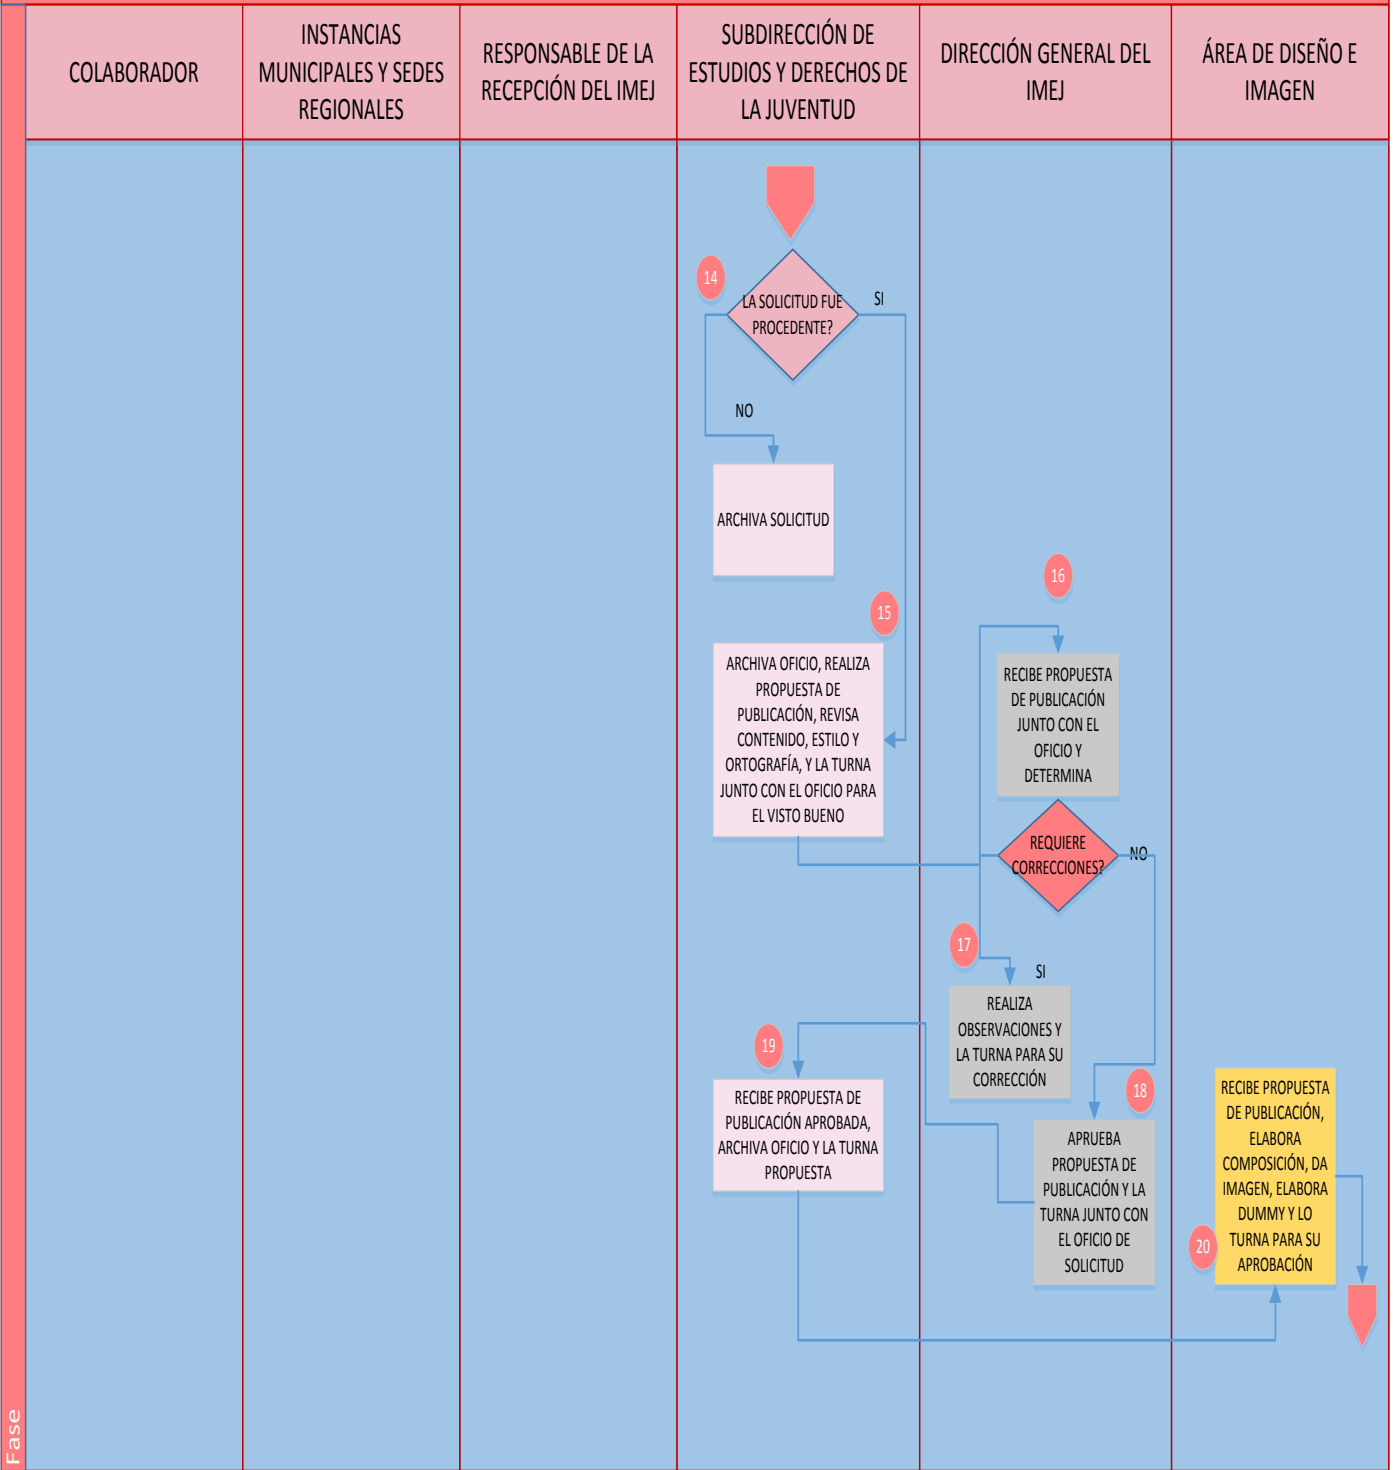 COLABORADOR
INSTANCIAS
MUNICIPALES Y SEDES
REGIONALES
RESPONSABLE DE LA
RECEPCIÓN DEL IMEJ
SUBDIRECCIÓN DE
ESTUDIOS Y DERECHOS DE
LA JUVENTUD
DIRECCIÓN GENERAL DEL
IMEJ
ÁREA DE DISEÑO E
IMAGEN
14
LA SOLICITUD FUE
PROCEDENTE?
SI
NO
ARCHIVA SOLICITUD
15
ARCHIVA OFICIO, REALIZA
PROPUESTA DE
PUBLICACIÓN, REVISA
CONTENIDO, ESTILO Y
ORTOGRAFÍA, Y LA TURNA
JUNTO CON EL OFICIO PARA
EL VISTO BUENO
16
RECIBE PROPUESTA
DE PUBLICACIÓN
JUNTO CON EL
OFICIO Y
DETERMINA
REQUIERE
CORRECCIONES?
NO
17
SI
REALIZA
OBSERVACIONES Y
LA TURNA PARA SU
CORRECCIÓN
18
APRUEBA
PROPUESTA DE
PUBLICACIÓN Y LA
TURNA JUNTO CON
EL OFICIO DE
SOLICITUD
19
RECIBE PROPUESTA DE
PUBLICACIÓN APROBADA,
ARCHIVA OFICIO Y LA TURNA
PROPUESTA
20
RECIBE PROPUESTA
DE PUBLICACIÓN,
ELABORA
COMPOSICIÓN, DA
IMAGEN, ELABORA
DUMMY Y LO
TURNA PARA SU
APROBACIÓN
Fase